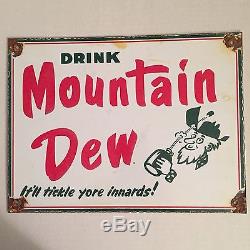 DRINK
Mountain
Dew
It'll tickle yore innards!